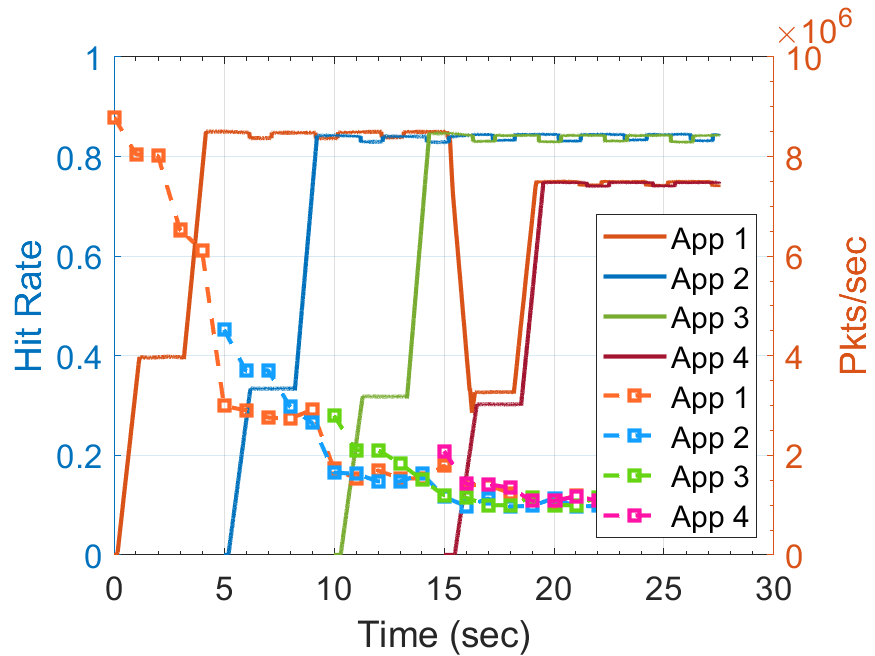 ×10⁶
1
0.8
0.6
0.4
0.2
0
Hit Rate
10
8
6
4
2
0
Pkts/sec
App 1
App 2
App 3
App 4
App 1
App 2
App 3
App 4
0 5 10 15 20 25 30
Time (sec)